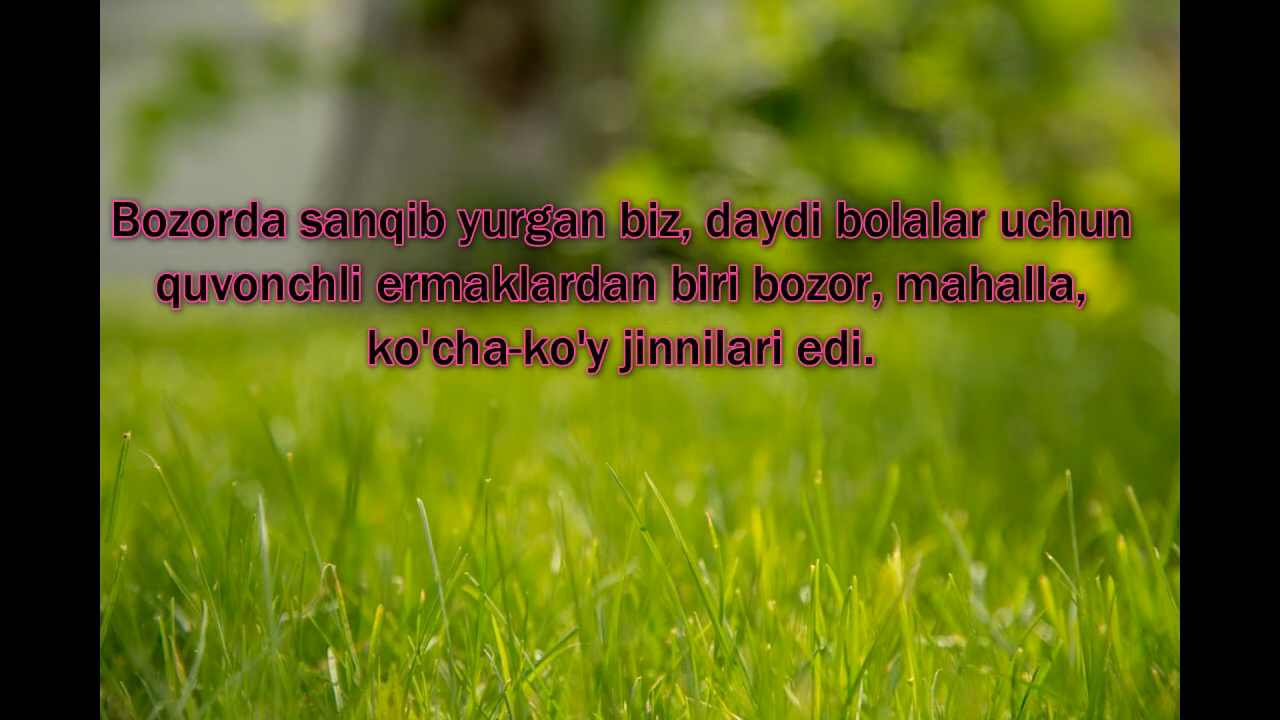 Bozorda sanqib yurgan biz, daydi bolalar uchun
quvonchli ermaklardan biri bozor, mahalla,
ko'cha-ko'y jinnilari edi.